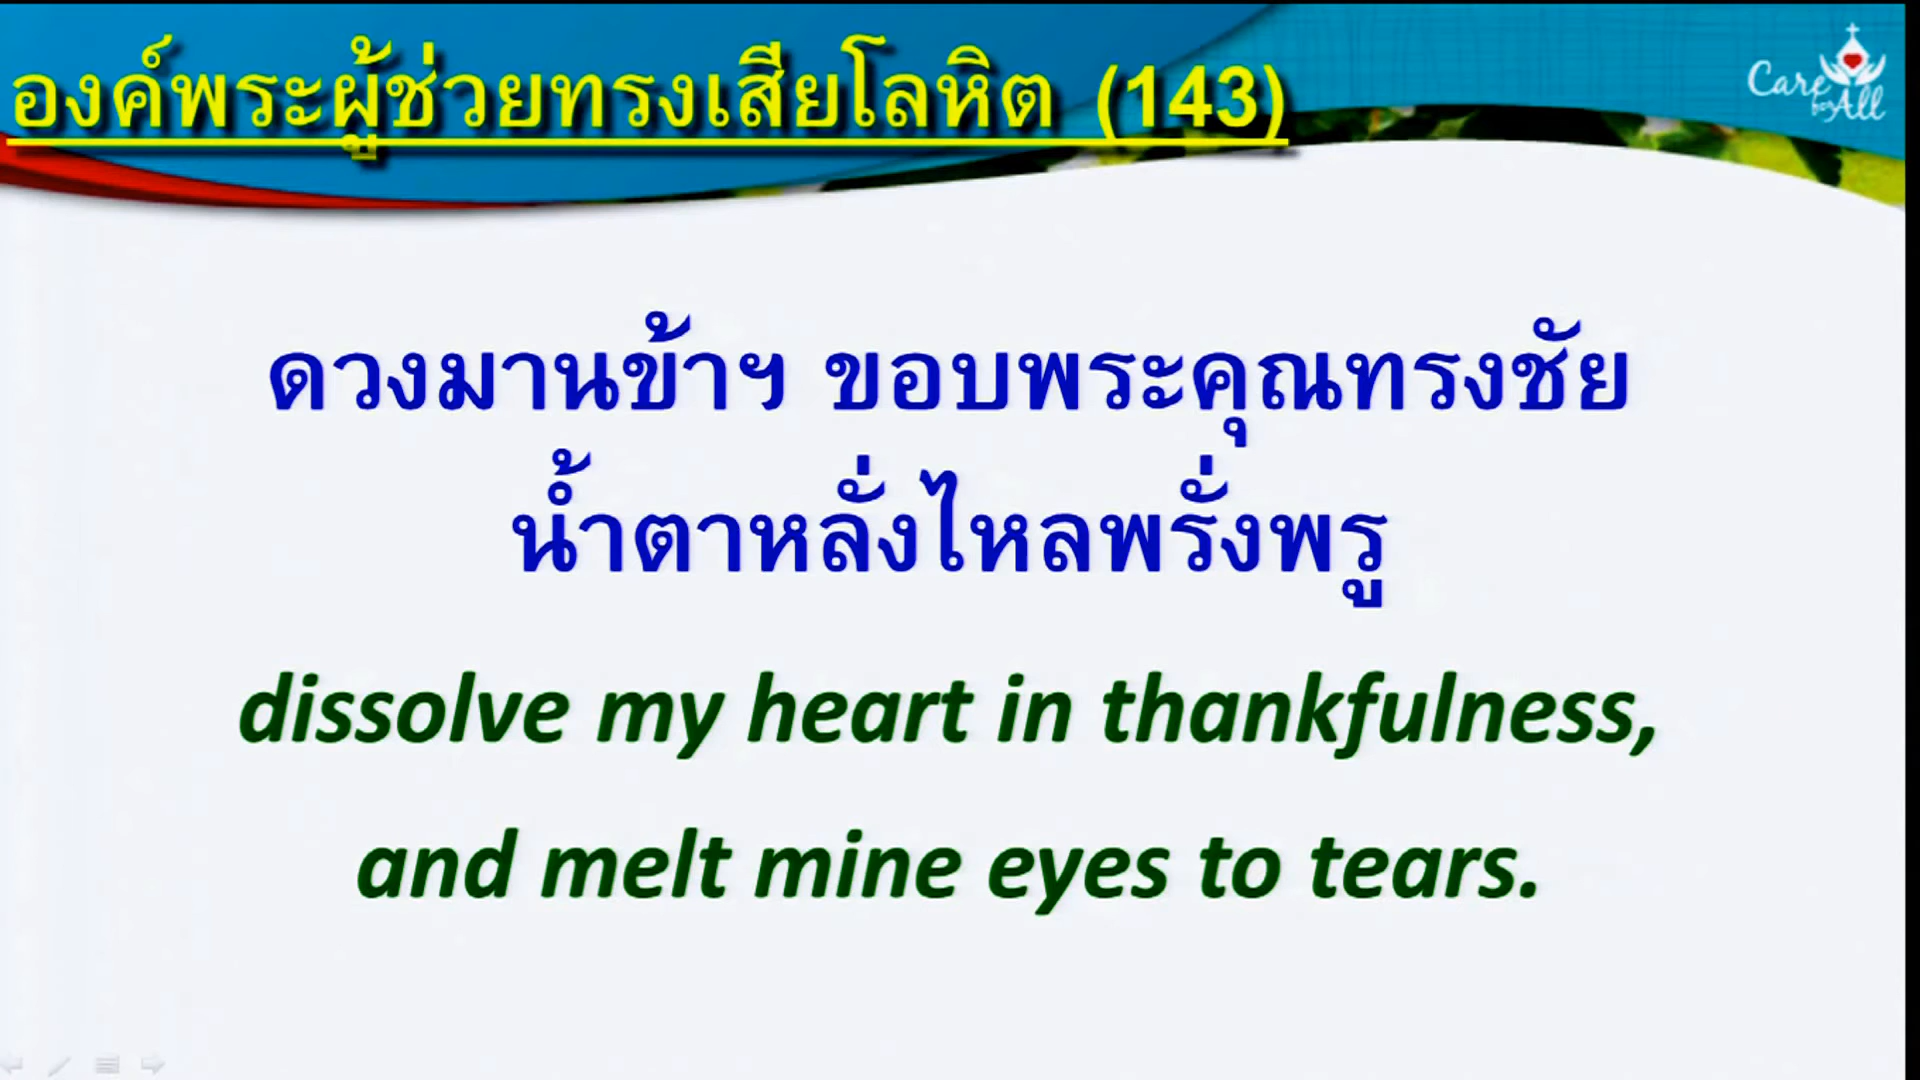 องค์พระผู้ช่วยทรงเสียโลหิต (143)
Care
for All
ดวงมานข้าฯ ขอบพระคุณทรงชัย
น้ำตาหลั่งไหลพรั่งพรู
dissolve my heart in thankfulness,
and melt mine eyes to tears.